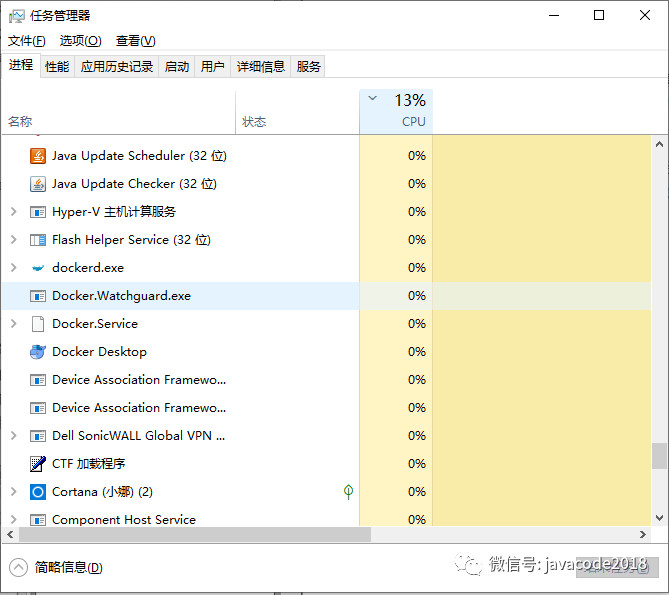 任务管理器
文件(F) 选项(O) 查看(V)
进程 性能 应用历史记录 启动 用户 详细信息 服务
13%
名称 状态 CPU
Java Update Scheduler (32 位) 0%
Java Update Checker (32 位) 0%
Hyper-V 主机计算服务 0%
Flash Helper Service (32 位) 0%
dockerd.exe 0%
Docker.Watchguard.exe 0%
Docker.Service 0%
Docker Desktop 0%
Device Association Framewo... 0%
Device Association Framewo... 0%
Dell SonicWALL Global VPN ... 0%
CTF 加载程序 0%
Cortana (小娜) (2) 0%
Component Host Service 0%
简略信息(D)
微信号: javacode2018